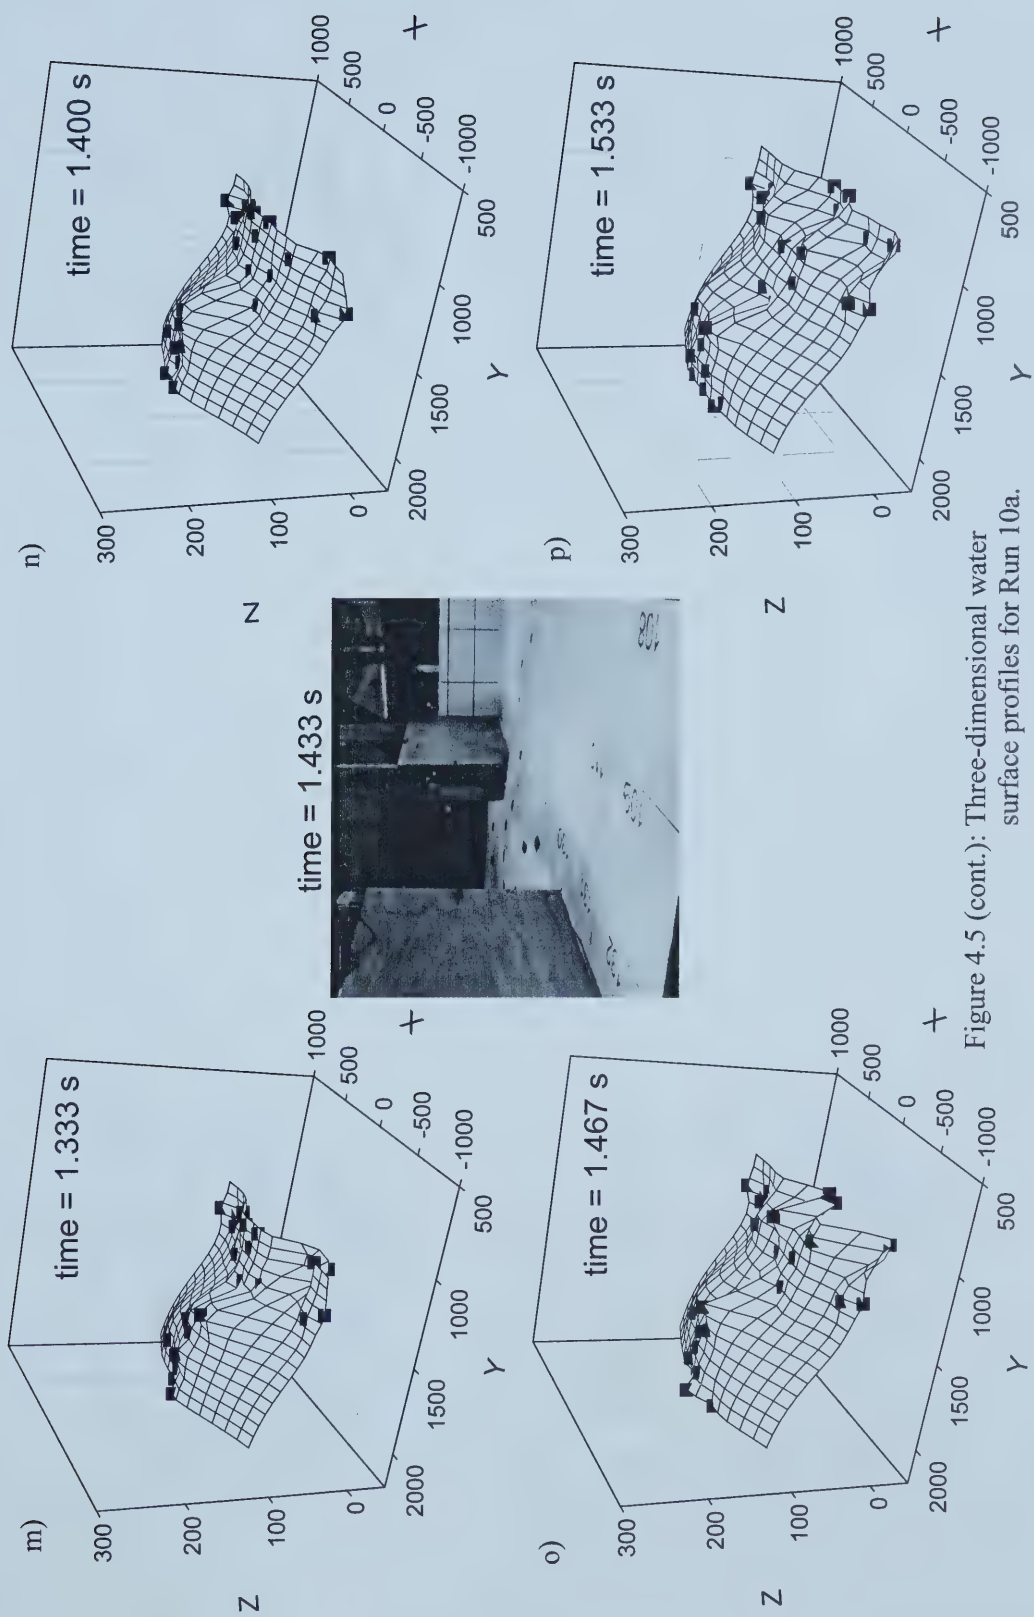 m)
time = 1.333 s
300
200
100
0
Z
2000
1500
1000
500
Y
-1000
-500
0
500
1000
X
n)
time = 1.400 s
300
200
100
0
Z
2000
1500
1000
500
Y
-1000
-500
0
500
1000
X
time = 1.433 s
108
o)
time = 1.467 s
300
200
100
0
Z
2000
1500
1000
500
Y
-1000
-500
0
500
1000
X
p)
time = 1.533 s
300
200
100
0
Z
2000
1500
1000
500
Y
-1000
-500
0
500
1000
X
Figure 4.5 (cont.): Three-dimensional water
surface profiles for Run 10a.